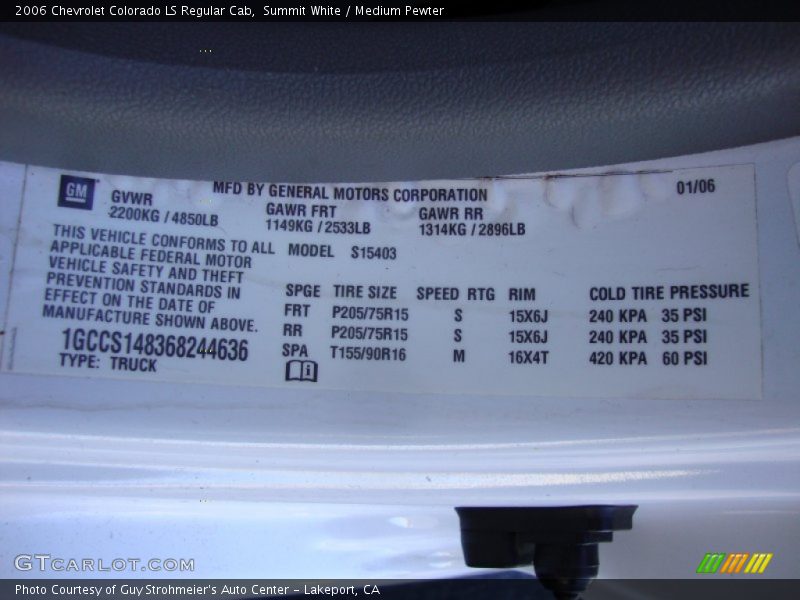 2006 Chevrolet Colorado LS Regular Cab,  Summit White / Medium Pewter
GM
MFD BY GENERAL MOTORS CORPORATION
01/06
GVWR
GAWR FRT
GAWR RR
2200KG / 4850LB
1149KG / 2533LB
1314KG / 2896LB
THIS VEHICLE CONFORMS TO ALL
APPLICABLE FEDERAL MOTOR
VEHICLE SAFETY AND THEFT
PREVENTION STANDARDS IN
EFFECT ON THE DATE OF
MANUFACTURE SHOWN ABOVE.
1GCCS148368244636
TYPE: TRUCK
MODEL S15403
SPGE TIRE SIZE SPEED RTG RIM COLD TIRE PRESSURE
FRT P205/75R15 S 15X6J 240 KPA 35 PSI
RR P205/75R15 S 15X6J 240 KPA 35 PSI
SPA T155/90R16 M 16X4T 420 KPA 60 PSI
GTCARLOT.COM
Photo Courtesy of Guy Strohmeier's Auto Center - Lakeport, CA